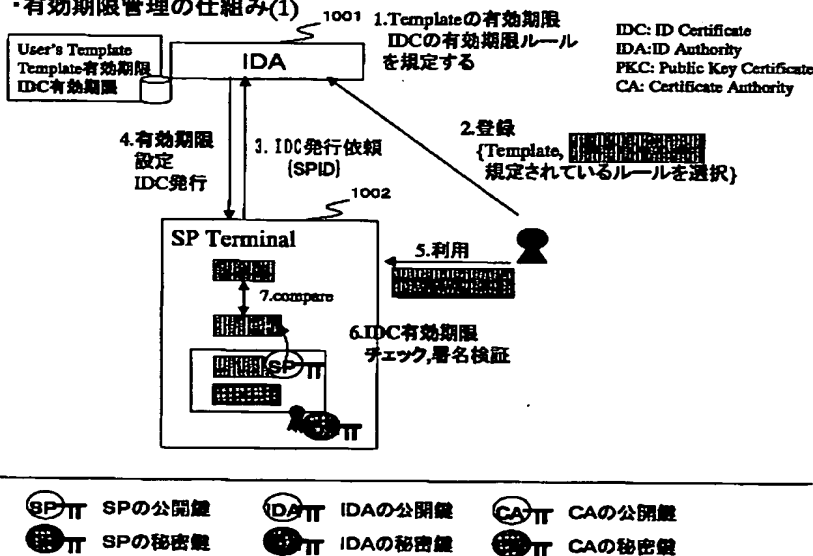 ・有効期限管理の仕組み(1)
1001
1.Templateの有効期限
IDCの有効期限ルール
を規定する
IDC: ID Certificate
IDA:ID Authority
PKC: Public Key Certificate
CA: Certificate Authority
User's Template
Template有効期限
IDC有効期限
IDA
2.登録
{Template,
規定されているルールを選択}
4.有効期限
設定
IDC発行
3. IDC発行依頼
(SPID)
1002
SP Terminal
5.利用
7.compare
6.IDC有効期限
チェック,署名検証
SP
SP SPの公開鍵
IDA IDAの公開鍵
CA CAの公開鍵
SPの秘密鍵
IDAの秘密鍵
CAの秘密鍵